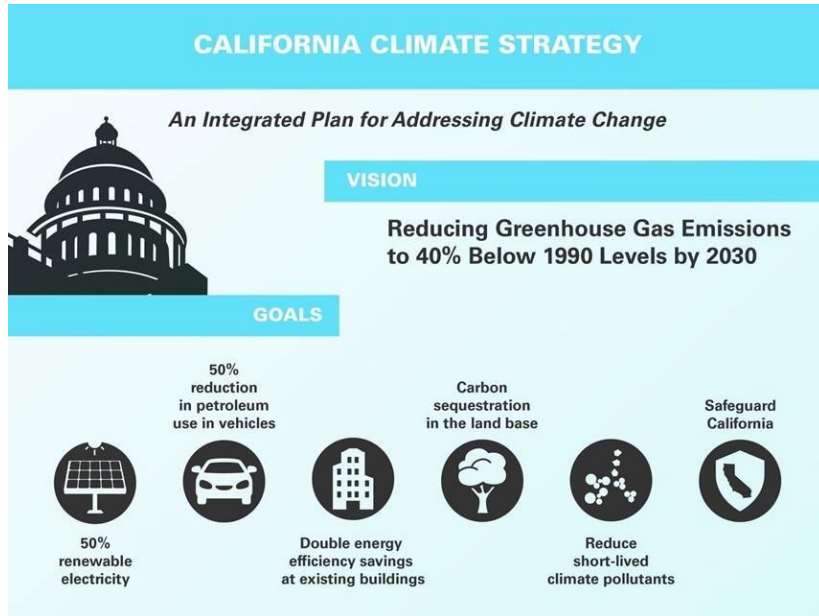 CALIFORNIA CLIMATE STRATEGY
An Integrated Plan for Addressing Climate Change
VISION
Reducing Greenhouse Gas Emissions
to 40% Below 1990 Levels by 2030
GOALS
50%
renewable
electricity
50%
reduction
in petroleum
use in vehicles
Double energy
efficiency savings
at existing buildings
Carbon
sequestration
in the land base
Reduce
short-lived
climate pollutants
Safeguard
California